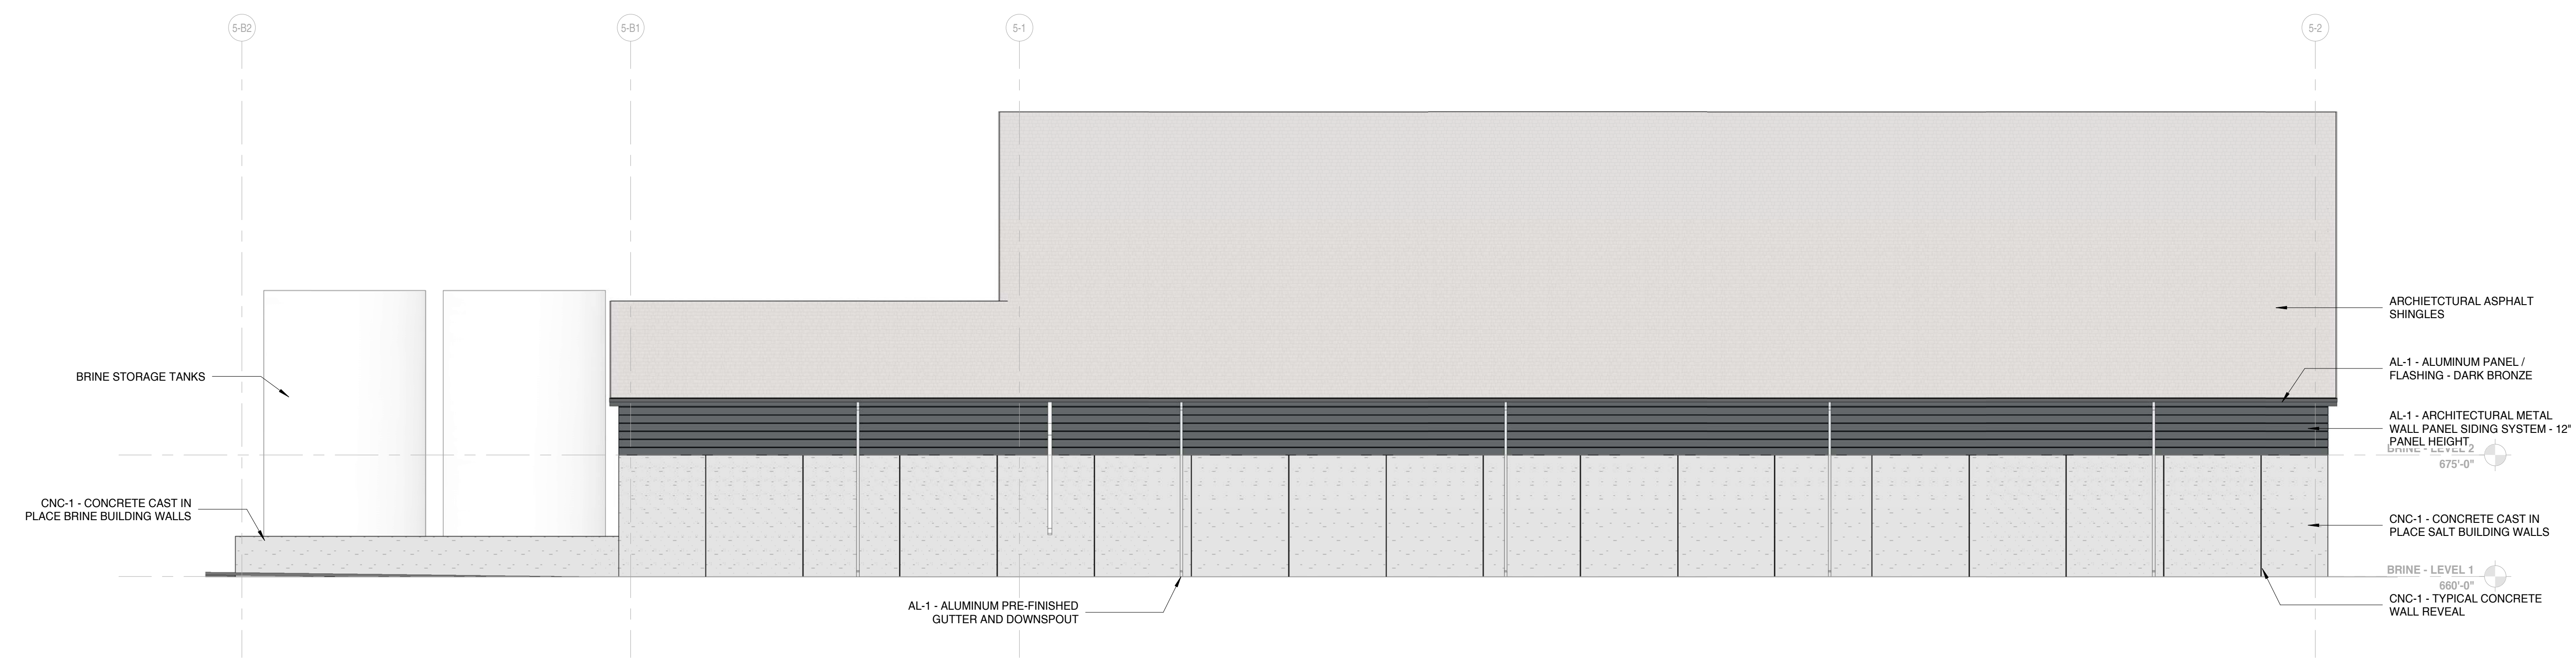 5-B2
5-B1
5-1
5-2
ARCHIETCTURAL ASPHALT
SHINGLES
AL-1 - ALUMINUM PANEL /
FLASHING - DARK BRONZE
BRINE STORAGE TANKS
AL-1 - ARCHITECTURAL METAL
WALL PANEL SIDING SYSTEM - 12"
PANEL HEIGHT
BRINE - LEVEL 2
675'-0"
CNC-1 - CONCRETE CAST IN
PLACE BRINE BUILDING WALLS
CNC-1 - CONCRETE CAST IN
PLACE SALT BUILDING WALLS
BRINE - LEVEL 1
660'-0"
CNC-1 - TYPICAL CONCRETE
WALL REVEAL
AL-1 - ALUMINUM PRE-FINISHED
GUTTER AND DOWNSPOUT